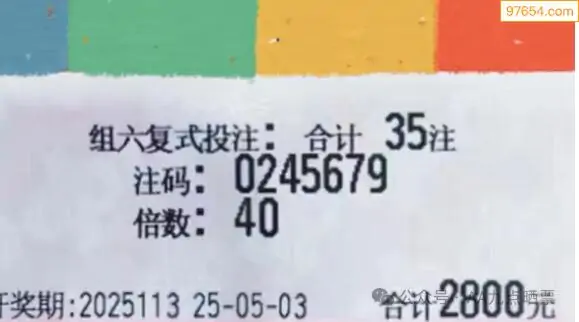 97654.com
组六复式投注: 合计 35注
注码: 0245679
倍数: 40
开奖期:2025113 25-05-03 合计2800元